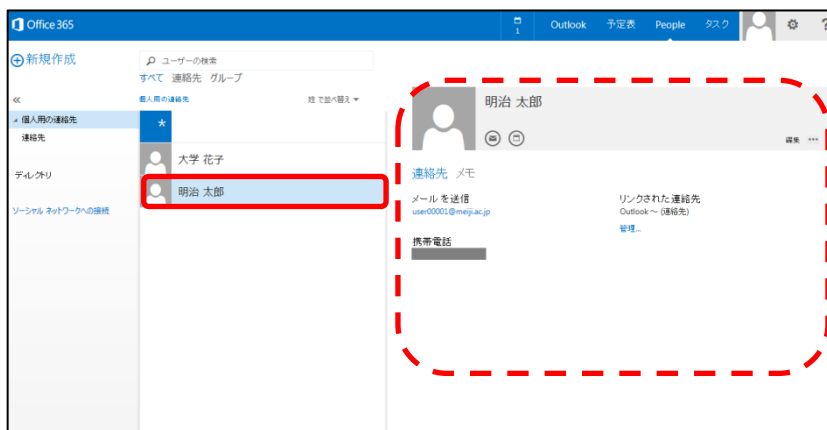 Office 365
1
Outlook 予定表 People タスク
?
新規作成
ユーザーの検索
すべて 連絡先 グループ
«
個人用の連絡先
姓 で並べ替え
個人用の連絡先
連絡先
ディレクトリ
ソーシャル ネットワークへの接続
大学 花子
明治 太郎
明治 太郎
編集 •••
連絡先 メモ
メール を送信
user00001@meiji.ac.jp
リンクされた連絡先
Outlook ～ (連絡先)
管理...
携帯電話